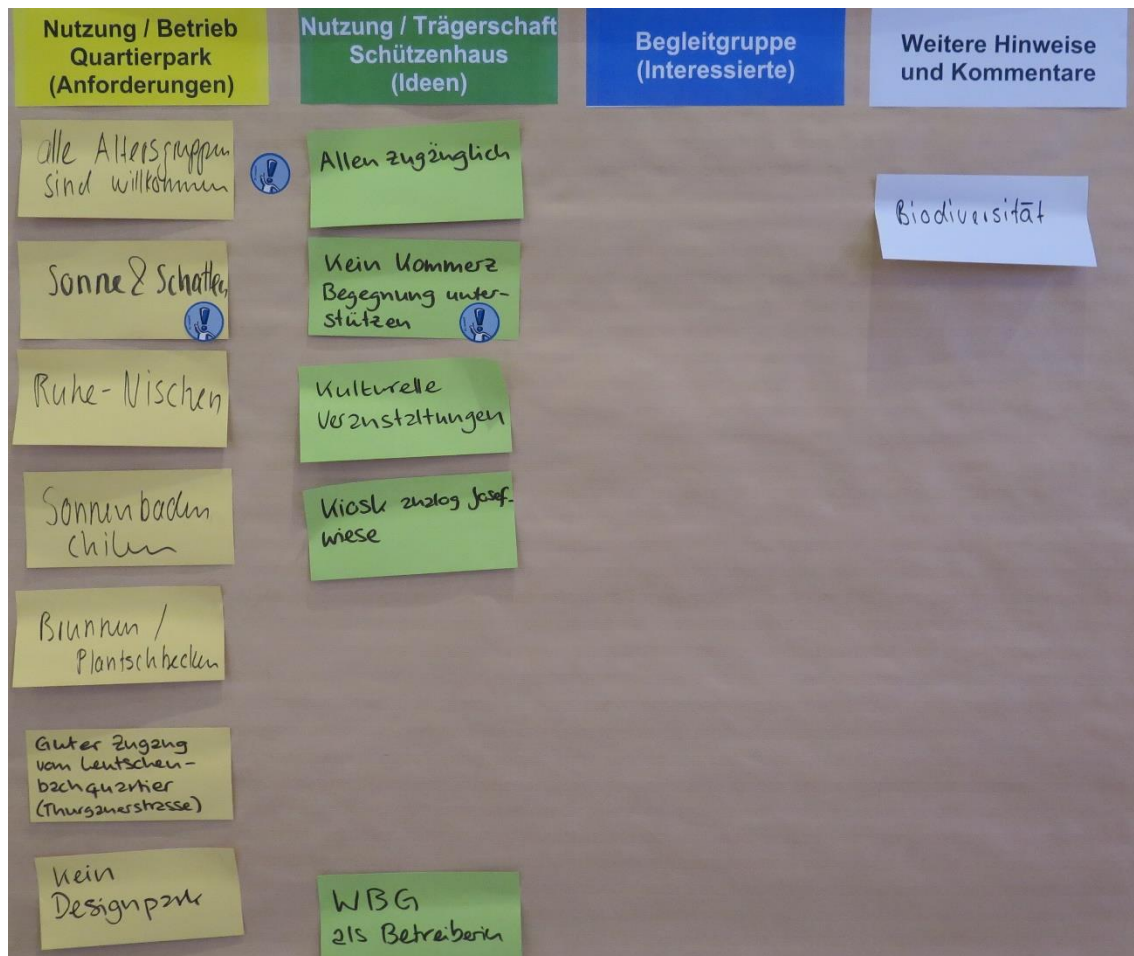 Nutzung / Betrieb
Quartierpark
(Anforderungen)
alle Altersgruppen
sind willkommen
Sonne & Schatten
Ruhe-Nischen
Sonnenbaden
chilen
Brunnen /
Plantschbecken
Guter Zugang
vom Leutschen-
bachquartier
(Thurgauerstrasse)
Kein
Designpark
Nutzung / Trägerschaft
Schützenhaus
(Ideen)
Allen zugänglich
Kein Kommerz
Begegnung unter-
stützen
Kulturelle
Veranstaltungen
Kiosk analog Josef-
wiese
WBG
als Betreiberin
Begleitgruppe
(Interessierte)
Weitere Hinweise
und Kommentare
Biodiversität